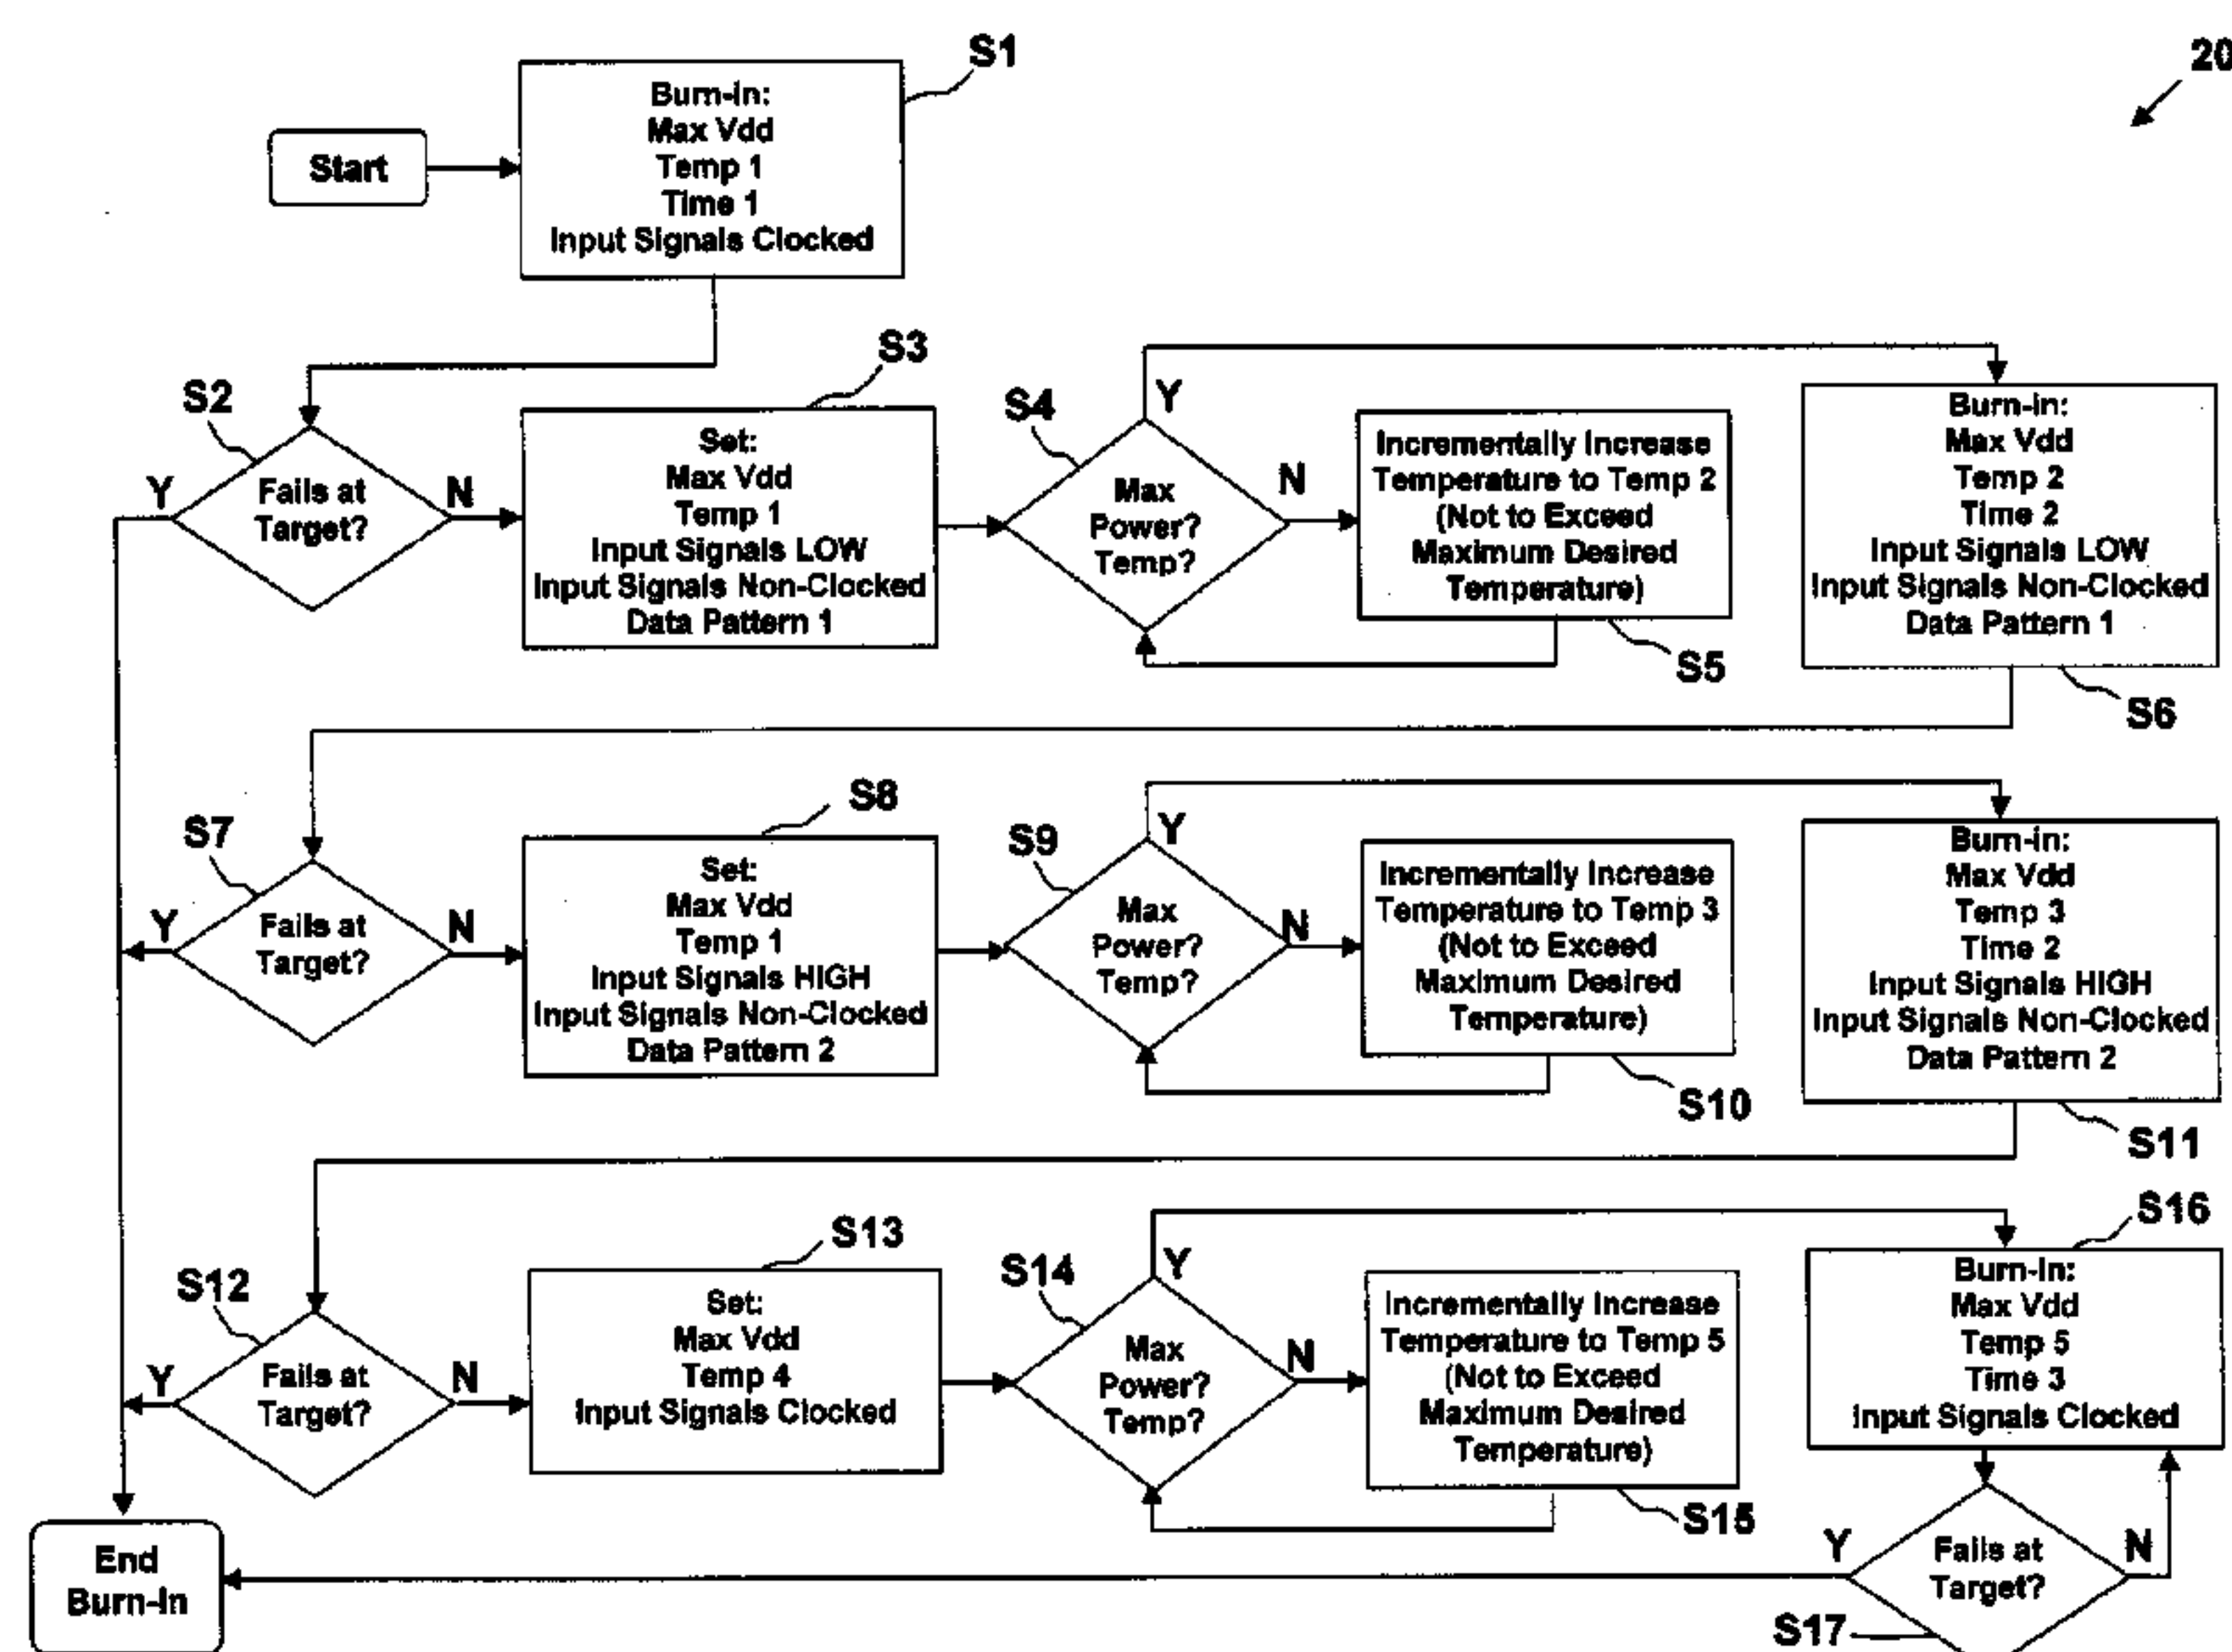 20
S1
Burn-In:
Max Vdd
Temp 1
Time 1
Input Signals Clocked
Start
S2
Fails at
Target?
Y
N
S3
Set:
Max Vdd
Temp 1
Input Signals LOW
Input Signals Non-Clocked
Data Pattern 1
S4
Max
Power?
Temp?
Y
N
Incrementally Increase
Temperature to Temp 2
(Not to Exceed
Maximum Desired
Temperature)
S5
Burn-in:
Max Vdd
Temp 2
Time 2
Input Signals LOW
Input Signals Non-Clocked
Data Pattern 1
S6
S7
Fails at
Target?
Y
N
S8
Set:
Max Vdd
Temp 1
Input Signals HIGH
Input Signals Non-Clocked
Data Pattern 2
S9
Max
Power?
Temp?
Y
N
Incrementally Increase
Temperature to Temp 3
(Not to Exceed
Maximum Desired
Temperature)
S10
Burn-in:
Max Vdd
Temp 3
Time 2
Input Signals HIGH
Input Signals Non-Clocked
Data Pattern 2
S11
S12
Fails at
Target?
Y
N
S13
Set:
Max Vdd
Temp 4
Input Signals Clocked
S14
Max
Power?
Temp?
Y
N
Incrementally Increase
Temperature to Temp 5
(Not to Exceed
Maximum Desired
Temperature)
S15
S16
Burn-In:
Max Vdd
Temp 5
Time 3
Input Signals Clocked
Y
Fails at
Target?
N
S17
End
Burn-In